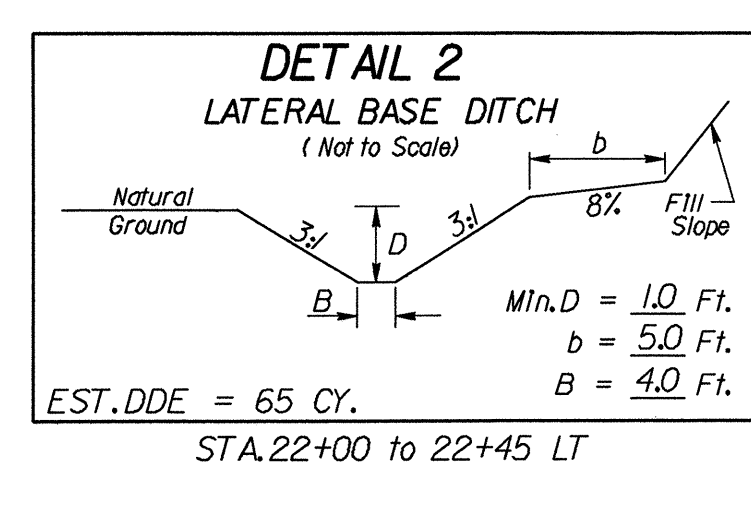 DETAIL 2
LATERAL BASE DITCH
( Not to Scale)
b
Natural
Ground
3:1
D
3:1
8%
Fill
Slope
B
Min.D = 1.0 Ft.
b = 5.0 Ft.
B = 4.0 Ft.
EST.DDE = 65 CY.
STA.22+00 to 22+45 LT